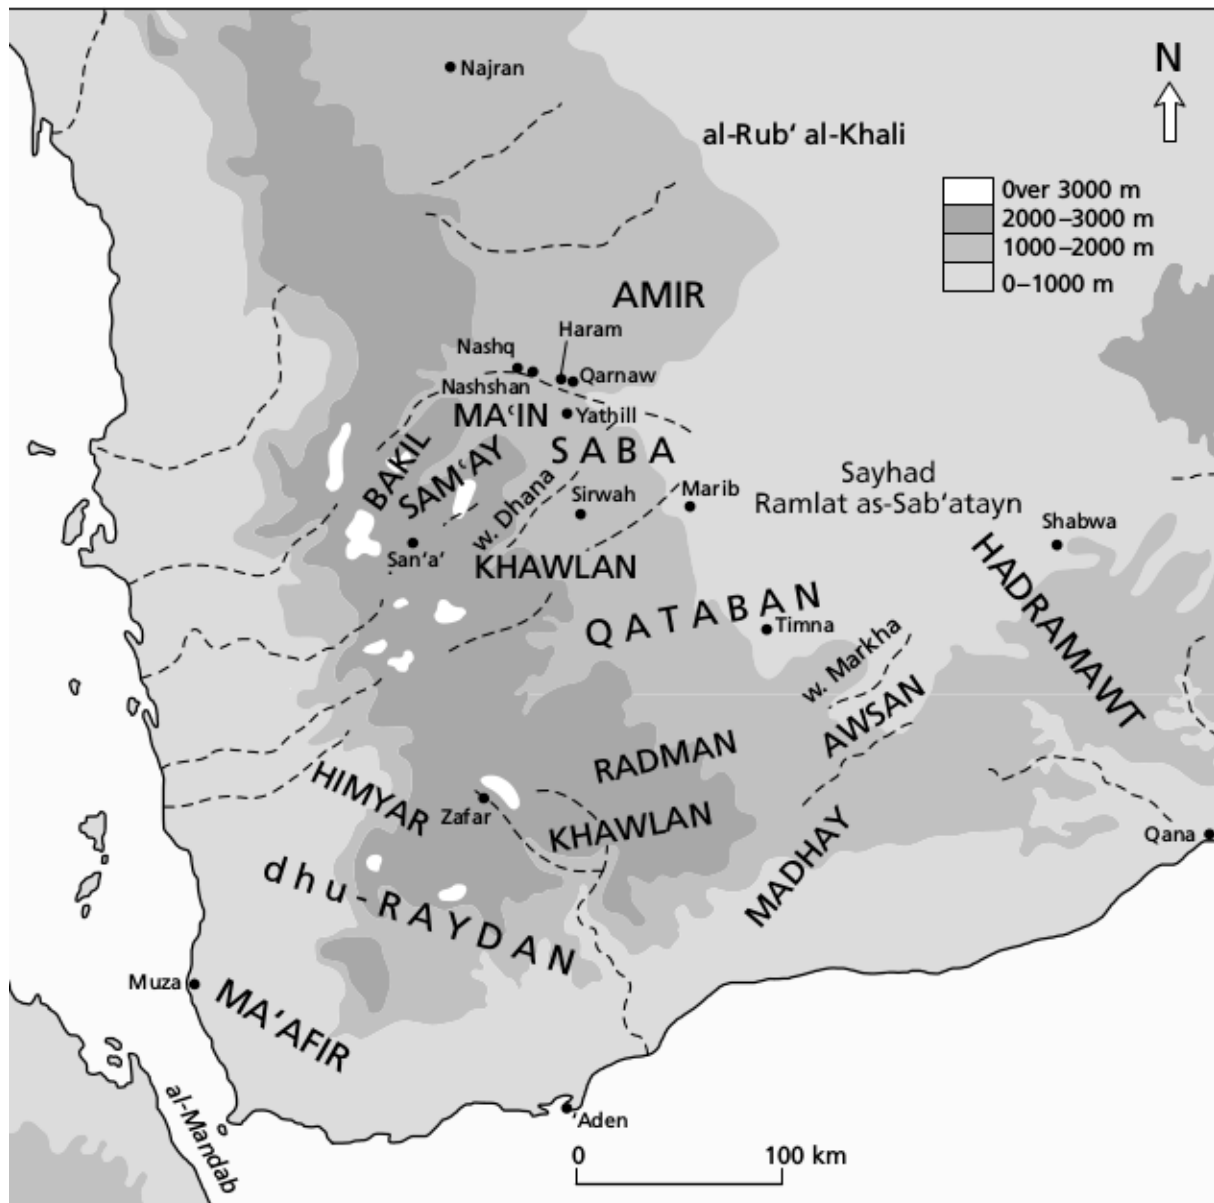 Najran
N
al-Rub‘ al-Khali
0ver 3000 m
2000–3000 m
1000–2000 m
0–1000 m
AMIR
Haram
Nashq
Qarnaw
Nashshan
MA‘IN
Yathill
BAKIL
SAM‘AY
SABA
w. Dhana
Sirwah
Marib
Sayhad
Ramlat as-Sab‘atayn
Shabwa
San‘a‘
KHAWLAN
HADRAMAWT
QATABAN
Timna
w. Markha
AWSAN
RADMAN
HIMYAR
Zafar
KHAWLAN
Qana
MADHAY
dhu-RAYDAN
Muza
MA‘AFIR
al-Mandab
‘Aden
0 100 km